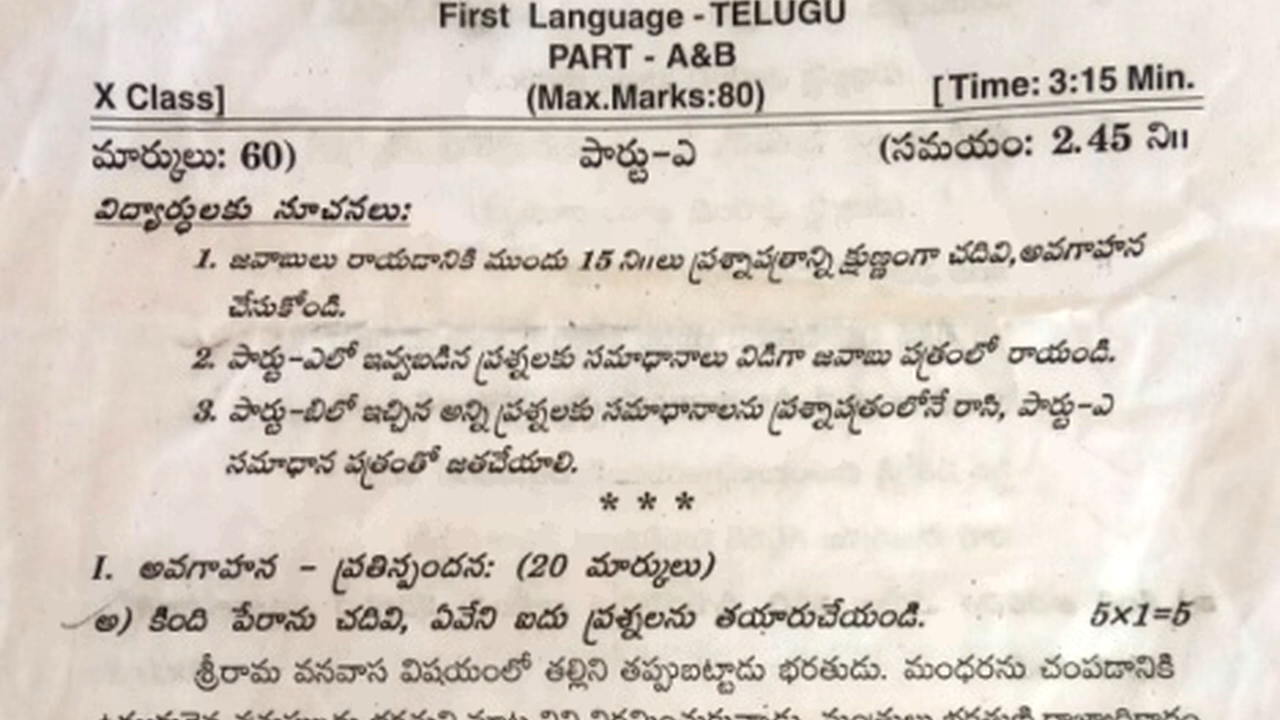 First Language - TELUGU
PART - A&B
X Class] (Max.Marks:80) [Time: 3:15 Min.
మార్కులు: 60) పార్టు-ఎ (సమయం: 2.45 ని॥
విద్యార్థులకు సూచనలు:
1. జవాబులు రాయడానికి ముందు 15 ని॥లు ప్రశ్నాపత్రాన్ని క్షుణ్ణంగా చదివి,అవగాహన
చేసుకోండి.
2. పార్టు-ఎలో ఇవ్వబడిన ప్రశ్నలకు సమాధానాలు విడిగా జవాబు పత్రంలో రాయండి.
3. పార్టు-బిలో ఇచ్చిన అన్ని ప్రశ్నలకు సమాధానాలను ప్రశ్నాపత్రంలోనే రాసి, పార్టు-ఎ
సమాధాన పత్రంతో జతచేయాలి.
* * *
I. అవగాహన - ప్రతిస్పందన: (20 మార్కులు)
అ) కింది పేరాను చదివి, ఏవేని ఐదు ప్రశ్నలను తయారుచేయండి. 5×1=5
శ్రీరామ వనవాస విషయంలో తల్లిని తప్పుబట్టాడు భరతుడు. మంధరను చంపడానికి